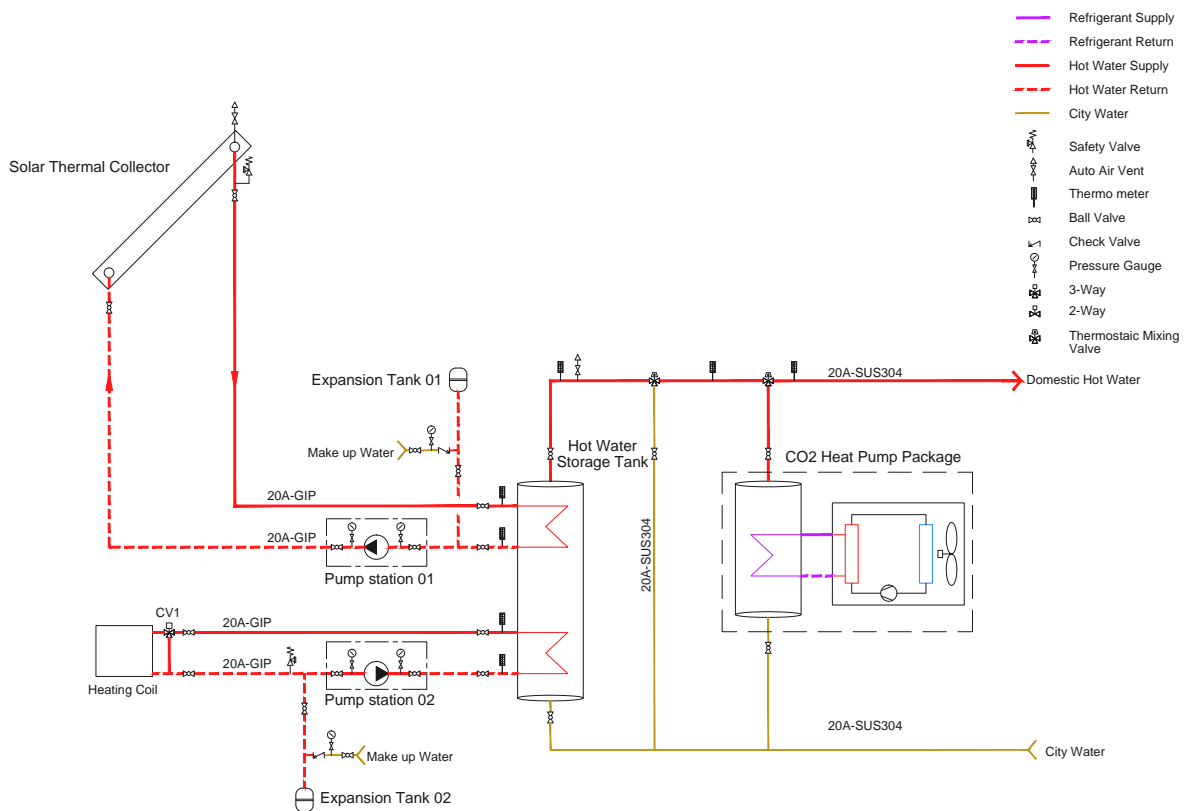 Refrigerant Supply
Refrigerant Return
Hot Water Supply
Hot Water Return
City Water
Safety Valve
Auto Air Vent
Thermo meter
Ball Valve
Check Valve
Pressure Gauge
3-Way
2-Way
Thermostaic Mixing
Valve
Solar Thermal Collector
Expansion Tank 01
Make up Water
20A-SUS304
Domestic Hot Water
Hot Water
Storage Tank
CO2 Heat Pump Package
20A-GIP
20A-GIP
Pump station 01
20A-SUS304
CV1
20A-GIP
20A-GIP
Heating Coil
Pump station 02
20A-SUS304
City Water
Make up Water
Expansion Tank 02